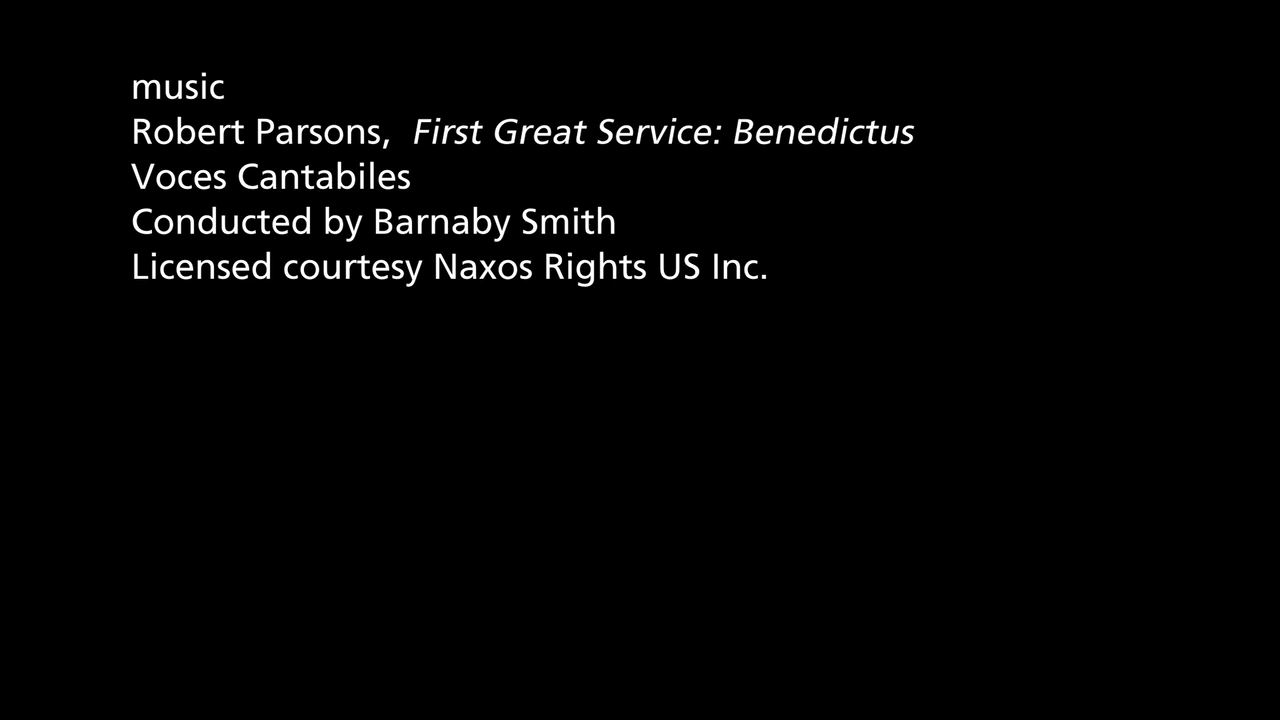 music
Robert Parsons, First Great Service: Benedictus
Voces Cantabiles
Conducted by Barnaby Smith
Licensed courtesy Naxos Rights US Inc.